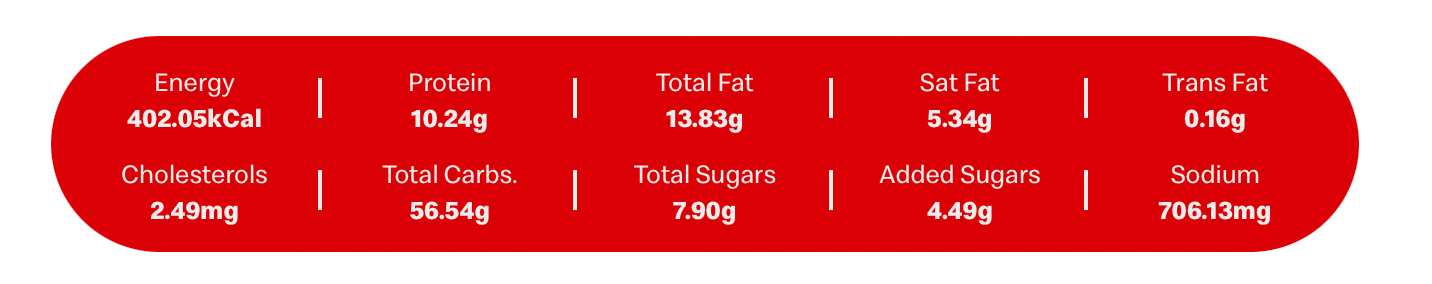 Energy Protein Total Fat Sat Fat Trans Fat
402.05kCal 10.24g 13.83g 5.34g 0.16g
Cholesterols Total Carbs. Total Sugars Added Sugars Sodium
2.49mg 56.54g 7.90g 4.49g 706.13mg